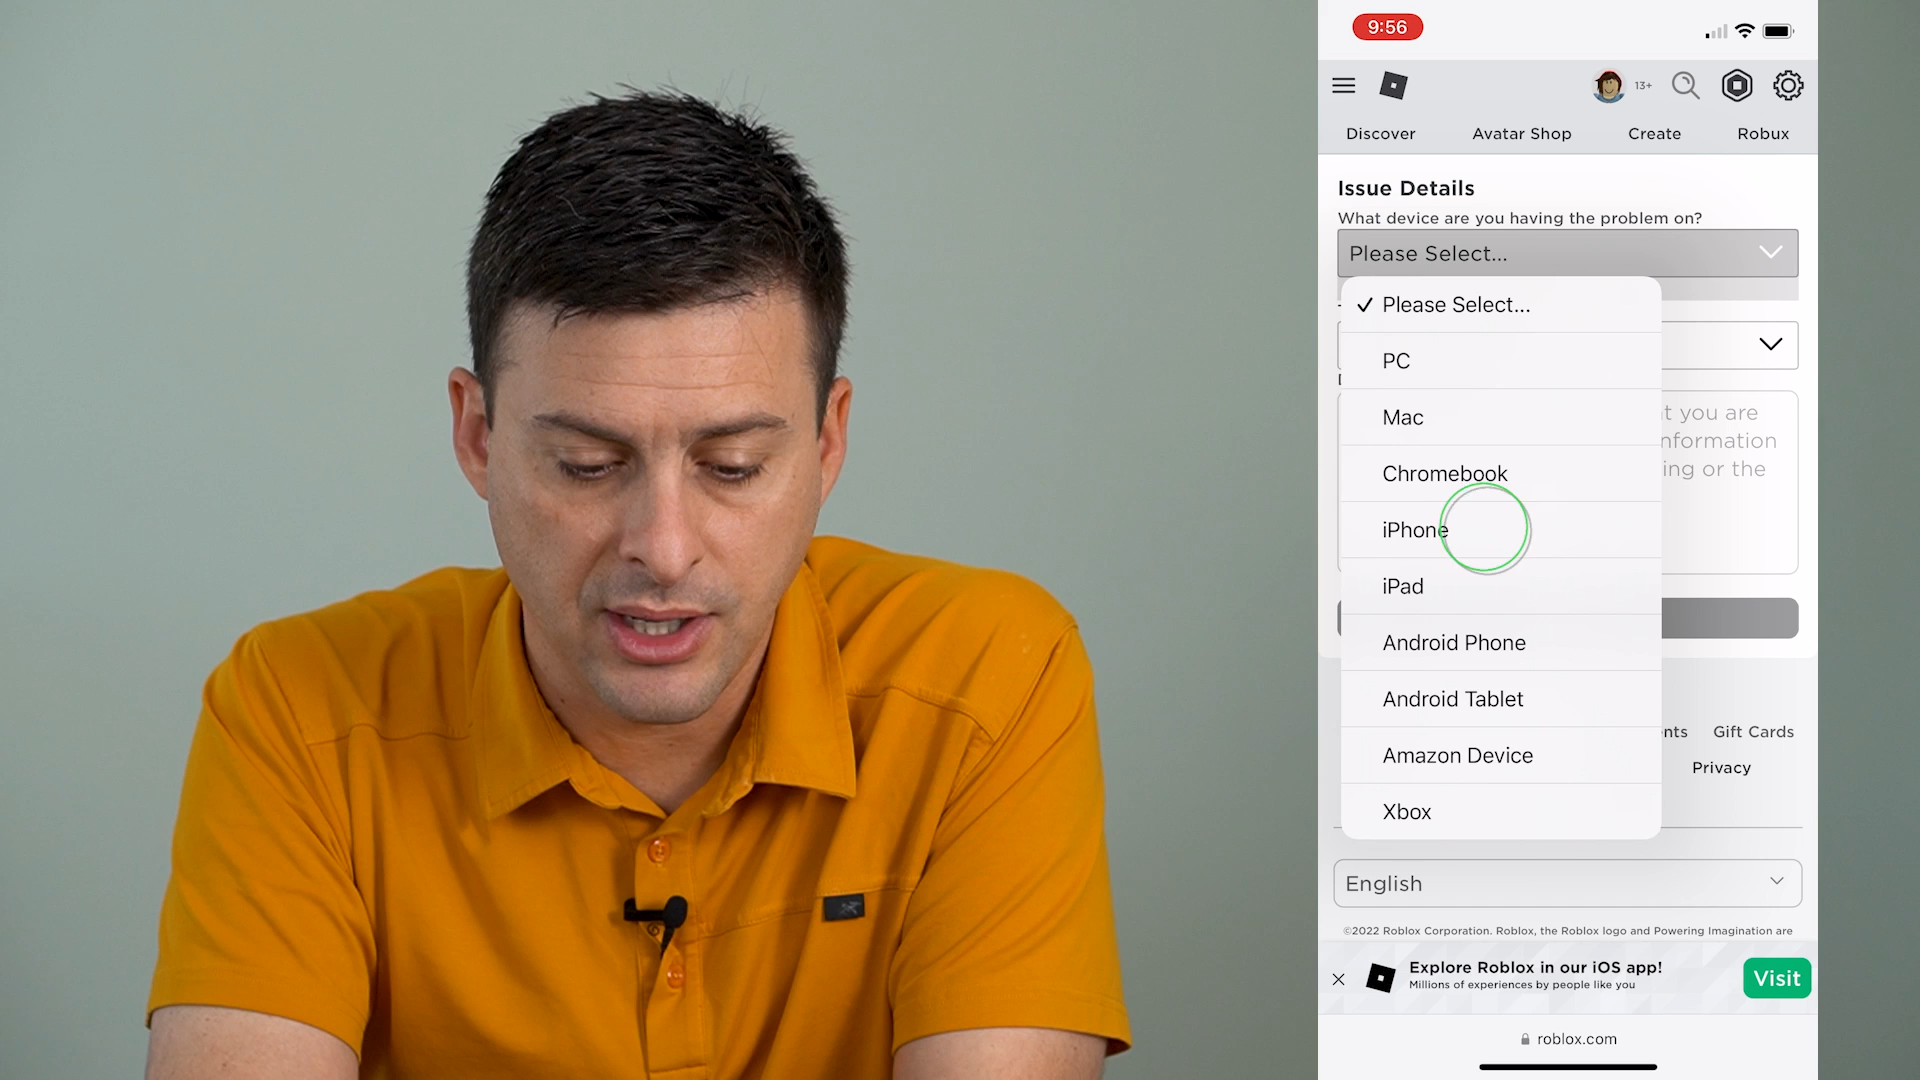 9:56
13+
Discover Avatar Shop Create Robux
Issue Details
What device are you having the problem on?
Please Select...
Please Select...
PC
Mac
Chromebook
iPhone
iPad
Android Phone
Android Tablet
Amazon Device
Xbox
you are
ing or the
Gift Cards
Privacy
English
©2022 Roblox Corporation. Roblox, the Roblox logo and Powering Imagination are
Explore Roblox in our iOS app!
Millions of experiences by people like you
Visit
roblox.com